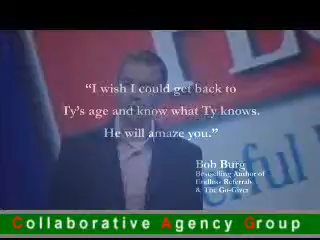 “I wish I could get back to
Ty's age and know what Ty knows.
He will amaze you.”
Bob Burg
Bestselling Author of
Endless Referrals
& The Go-Giver
Collaborative Agency Group